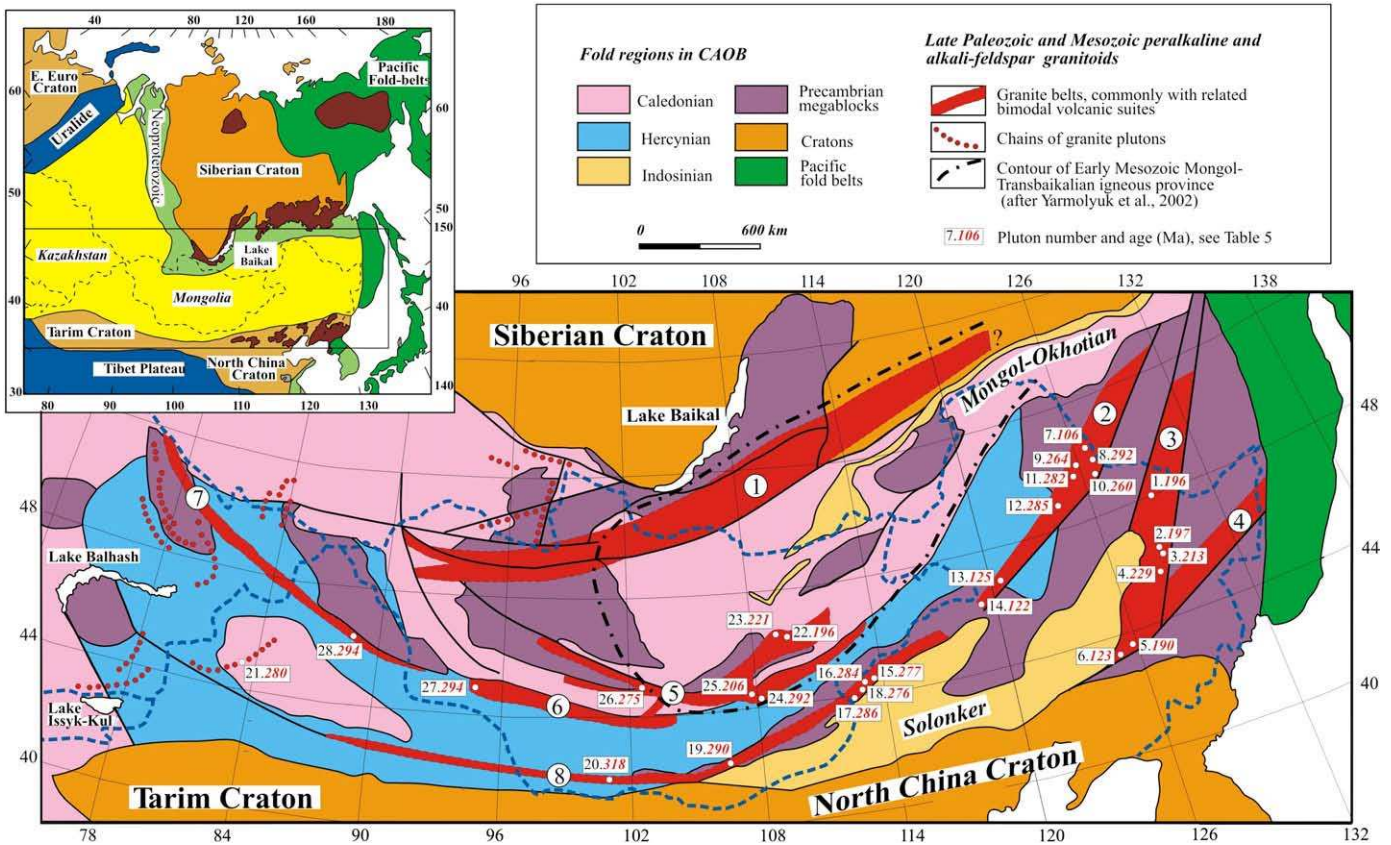 40
60
80
100
120
160
180
E. Euro
Craton
Pacific
Fold-belts
60
60
Uralide
Neoproterozoic
Siberian Craton
50
50
150
Lake
Baikal
Kazakhstan
Mongolia
40
40
Tarim Craton
North China
Craton
Tibet Plateau
30
140
80
90
100
110
120
130
Fold regions in CAOB
Caledonian
Precambrian
megablocks
Hercynian
Cratons
Indosinian
Pacific
fold belts
0
600 km
Late Paleozoic and Mesozoic peralkaline and
alkali-feldspar granitoids
Granite belts, commonly with related
bimodal volcanic suites
Chains of granite plutons
Contour of Early Mesozoic Mongol-
Transbaikalian igneous province
(after Yarmolyuk et al., 2002)
7.106
Pluton number and age (Ma), see Table 5
96
102
108
114
120
126
132
138
Siberian Craton
?
Mongol-Okhotian
Lake Baikal
48
2
3
7.106
8.292
9.264
11.282
10.260
1.196
1
12.285
4
7
48
2.197
3.213
4.229
44
Lake Balhash
13.125
14.122
23.221
22.196
5.190
6.123
44
28.294
21.280
16.284
15.277
27.294
26.275
5
25.206
24.292
18.276
6
17.286
Lake
Issyk-Kul
Solonker
40
19.290
20.318
8
40
Tarim Craton
North China Craton
78
84
90
96
102
108
114
120
126
132